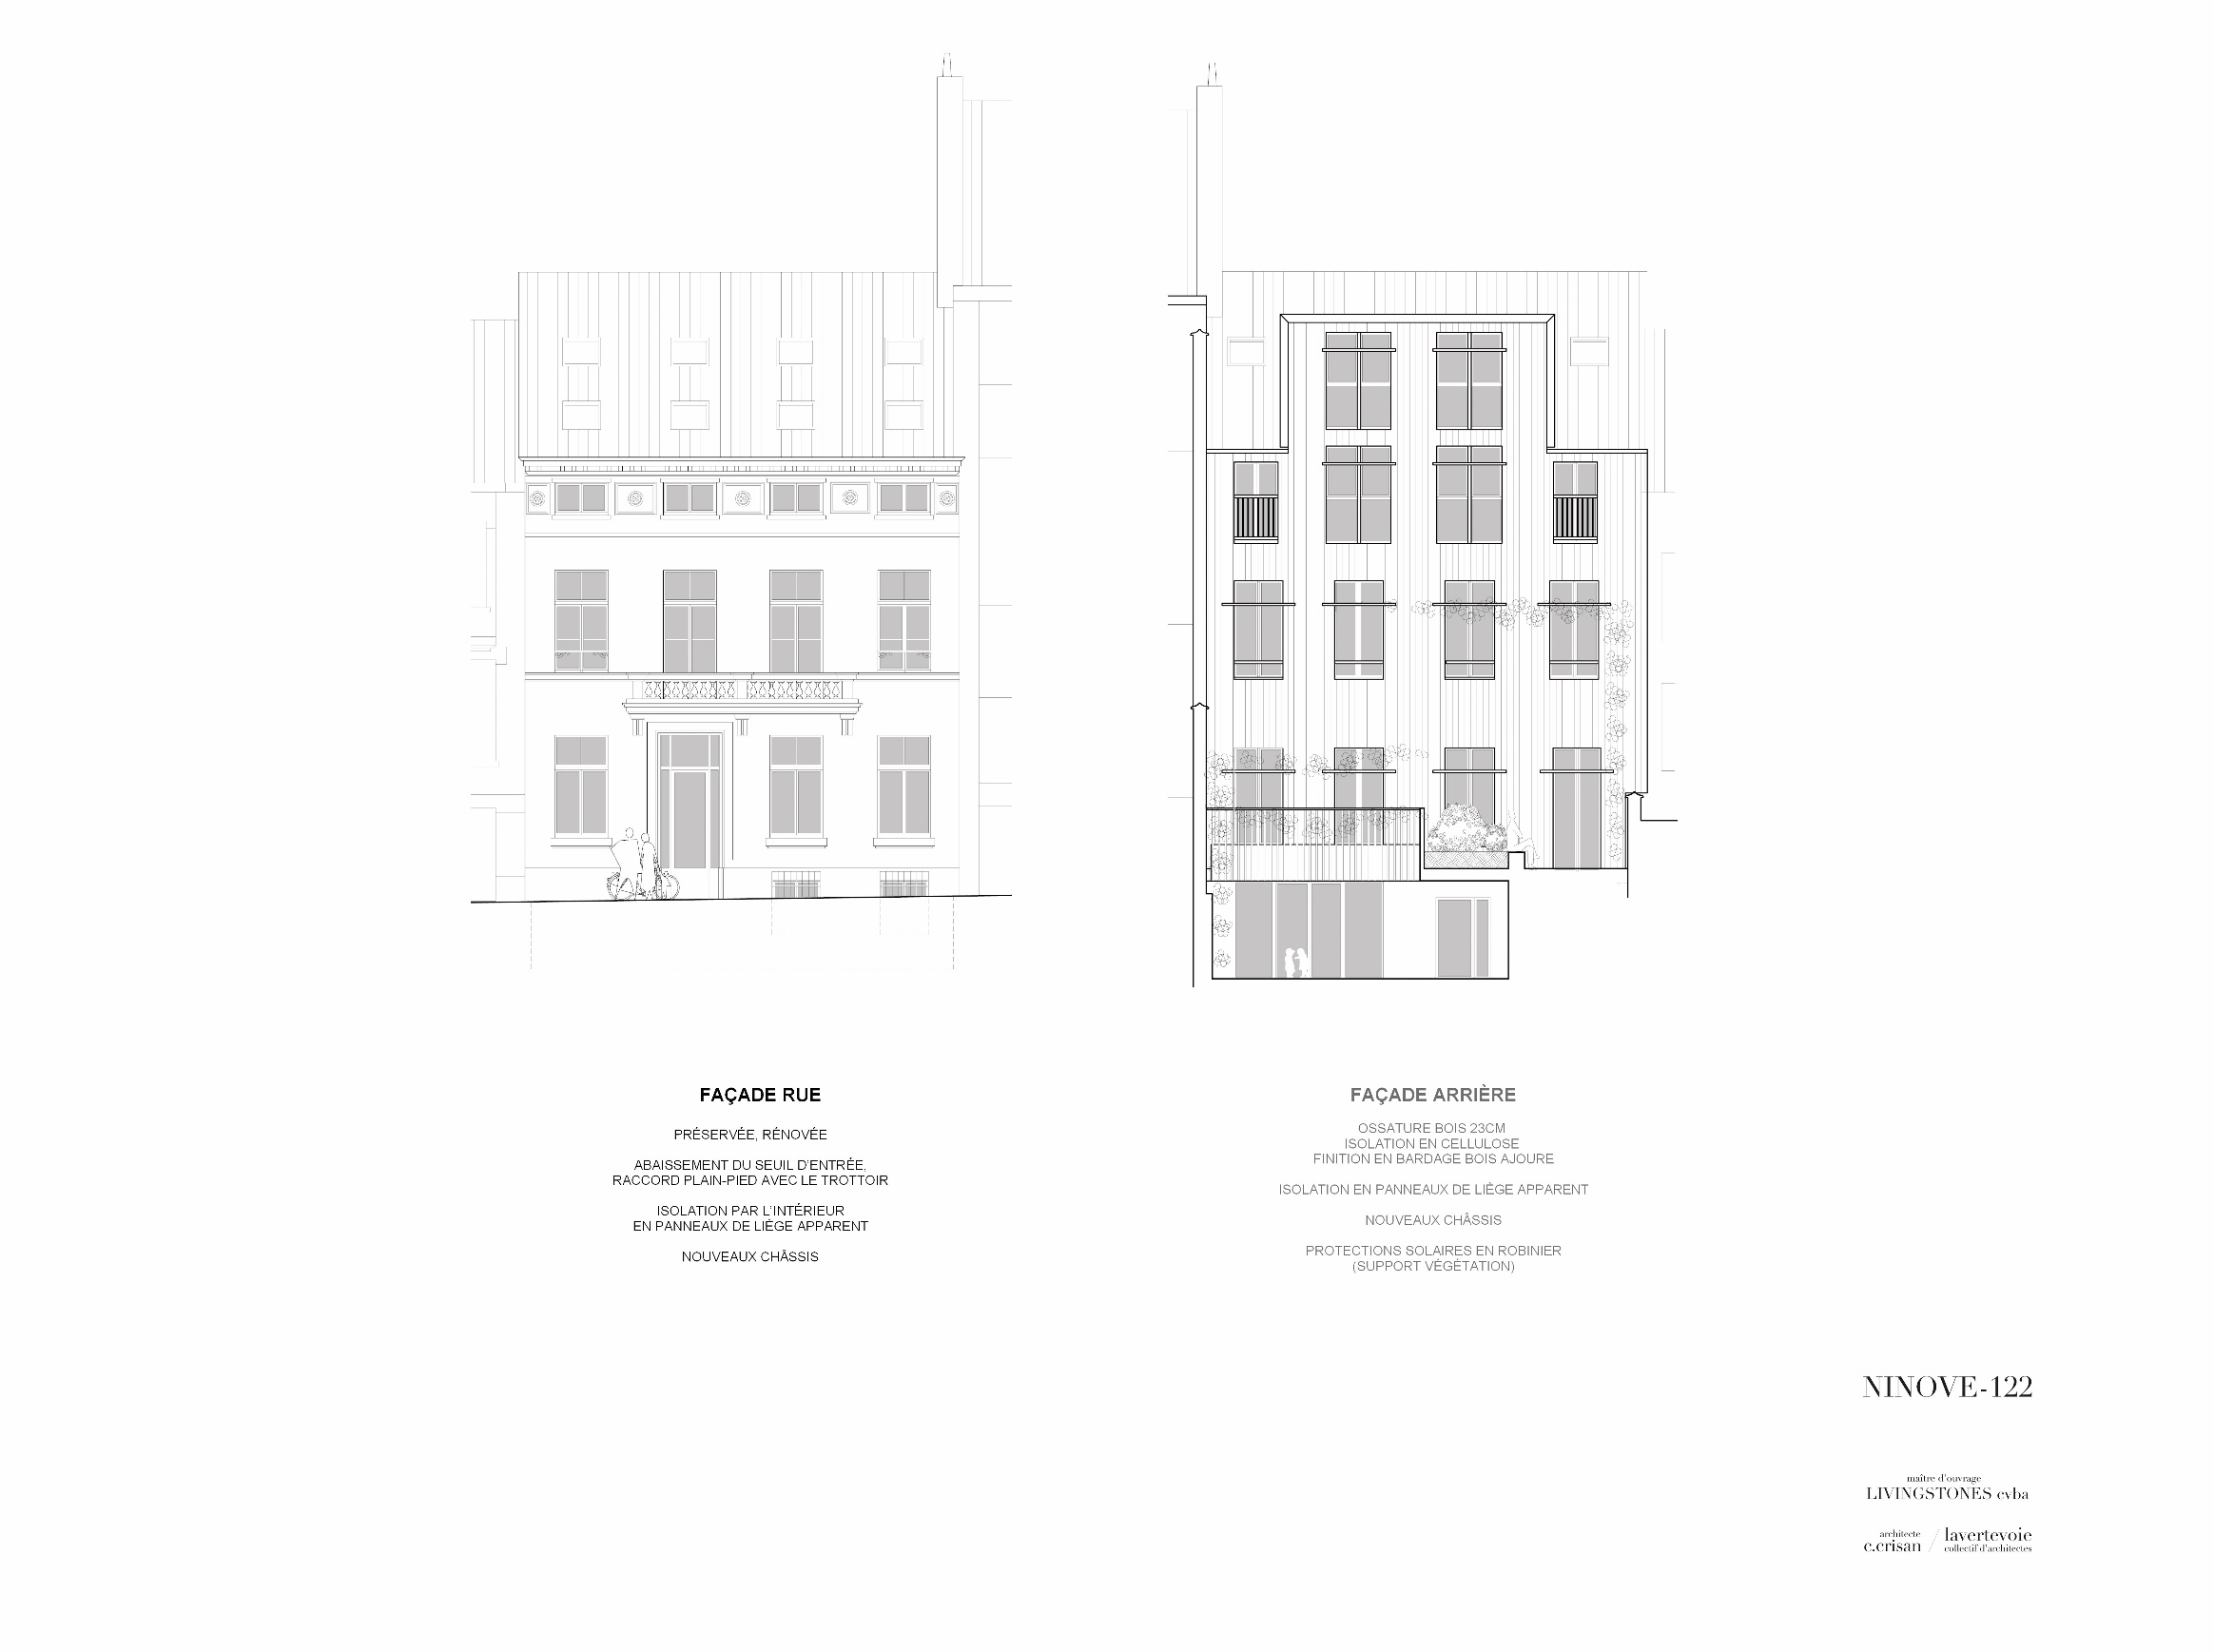 FAÇADE RUE
PRÉSERVÉE, RÉNOVÉE
ABAISSEMENT DU SEUIL D'ENTRÉE,
RACCORD PLAIN-PIED AVEC LE TROTTOIR
ISOLATION PAR L'INTÉRIEUR
EN PANNEAUX DE LIÈGE APPARENT
NOUVEAUX CHÂSSIS
FAÇADE ARRIÈRE
OSSATURE BOIS 23CM
ISOLATION EN CELLULOSE
FINITION EN BARDAGE BOIS AJOURE
ISOLATION EN PANNEAUX DE LIÈGE APPARENT
NOUVEAUX CHÂSSIS
PROTECTIONS SOLAIRES EN ROBINIER
(SUPPORT VÉGÉTATION)
NINOVE-122
maître d'ouvrage
LIVINGSTONES cvba
architecte
c.crisan / lavertevoie
collectif d'architectes